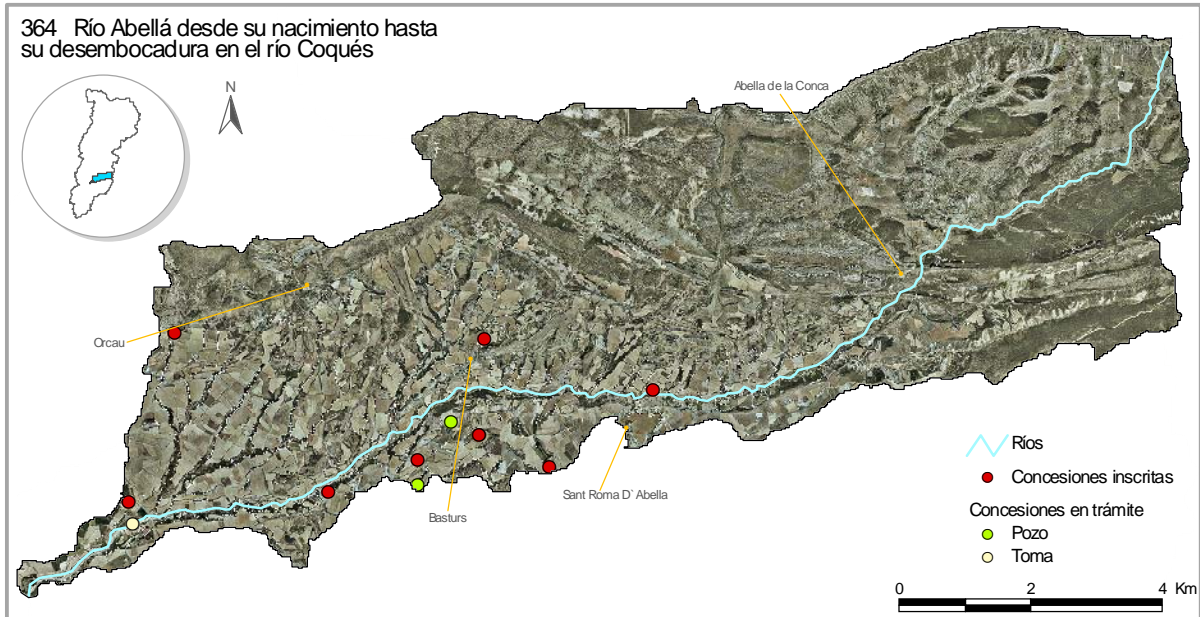 364 Río Abellá desde su nacimiento hasta
su desembocadura en el río Coqués
N
Abella de la Conca
Orcau
Basturs
Sant Roma D`Abella
Ríos
Concesiones inscritas
Concesiones en trámite
Pozo
Toma
0 2 4 Km